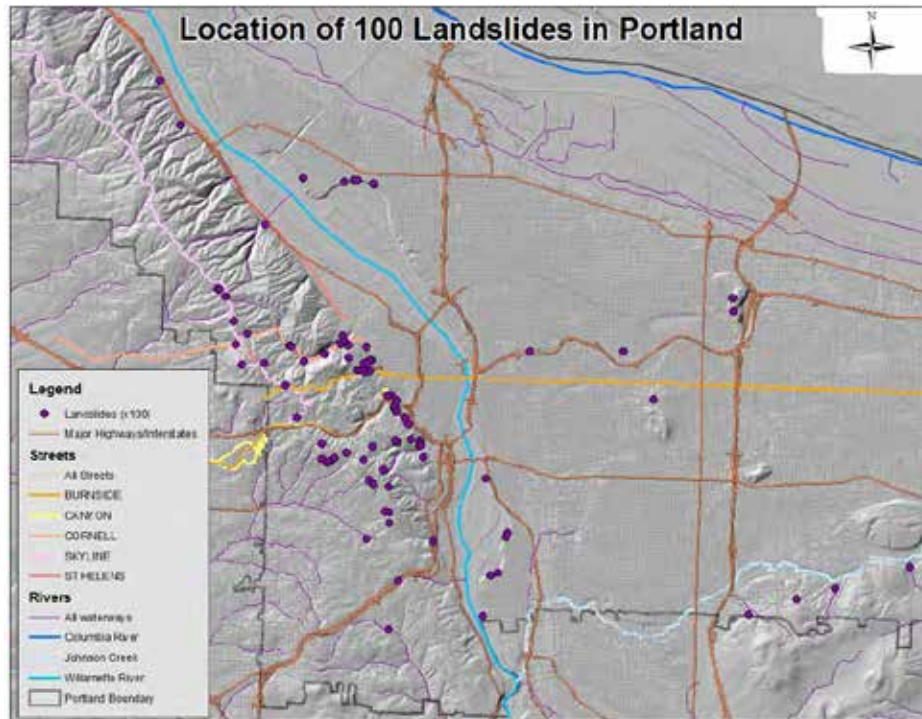 Location of 100 Landslides in Portland
N
Legend
Landslides (x100)
Major Highways/Interstates
Streets
All Streets
BURNSIDE
CANYON
CORNELL
SKYLINE
ST HELENS
Rivers
All waterways
Columbia River
Johnson Creek
Willamette River
Portland Boundary